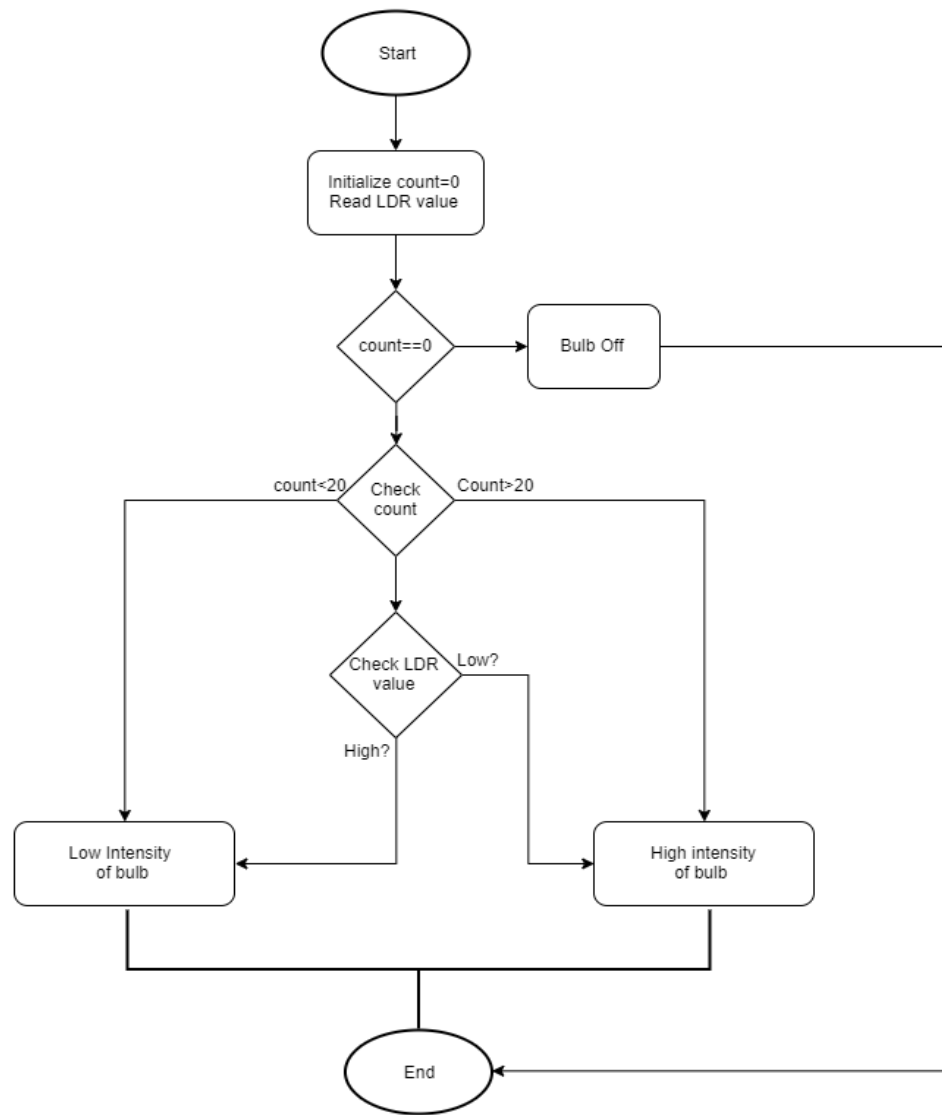 Start
Initialize count=0
Read LDR value
count==0
Bulb Off
count<20
Check
count
Count>20
Check LDR
value
Low?
High?
Low Intensity
of bulb
High intensity
of bulb
End